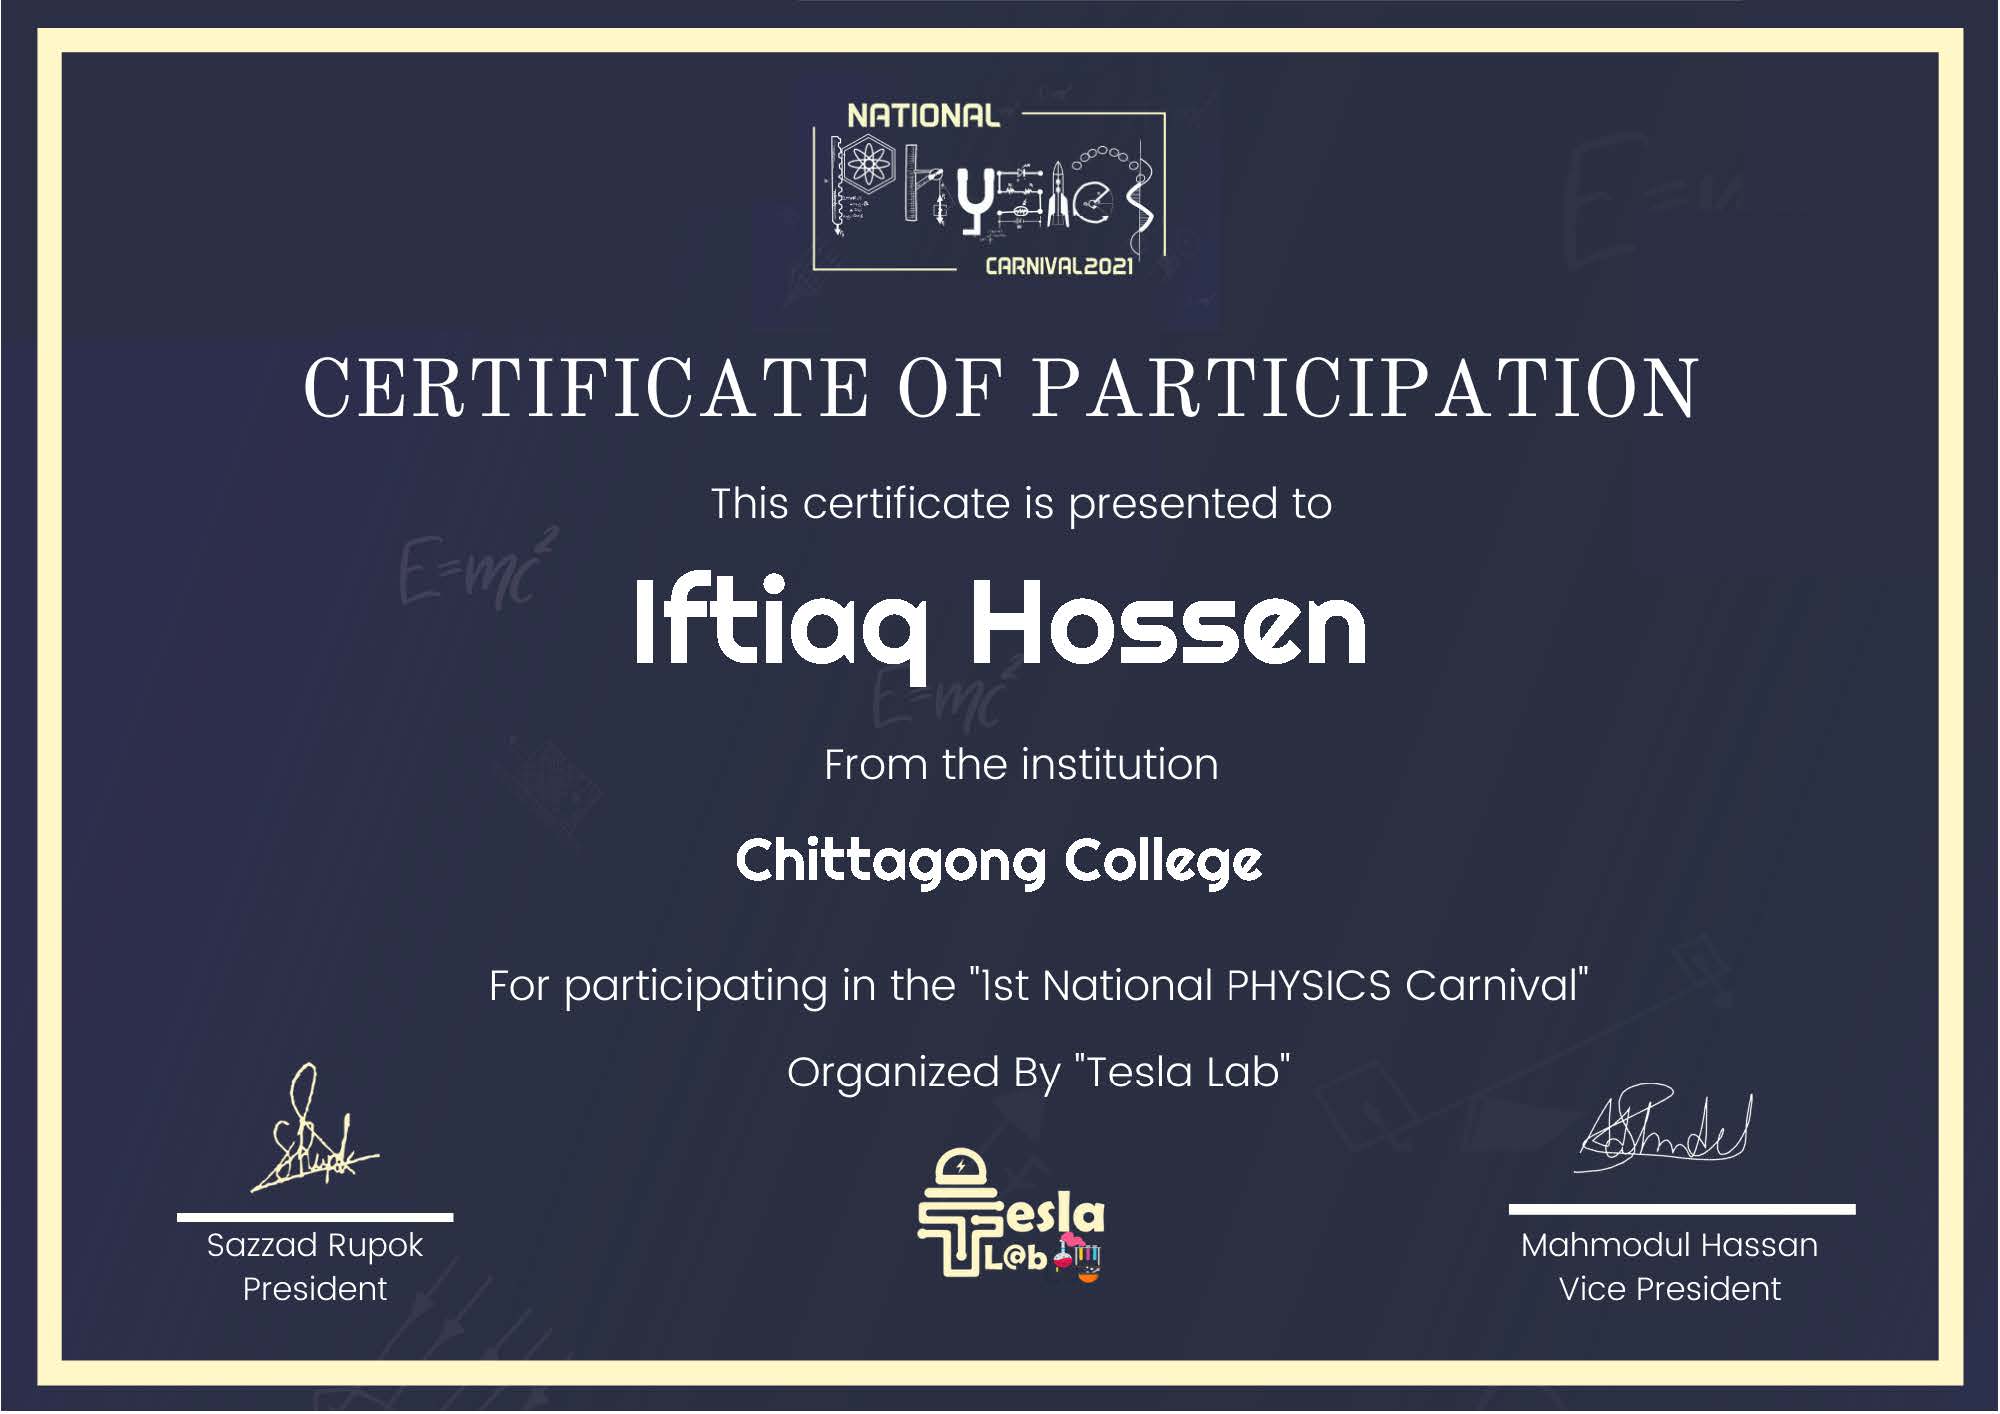 NATIONAL
Physics
CARNIVAL2021
CERTIFICATE OF PARTICIPATION
This certificate is presented to
E=mc²
Iftiaq Hossen
E=mc²
From the institution
Chittagong College
For participating in the "1st National PHYSICS Carnival"
Organized By "Tesla Lab"
Tesla
L@b
Sazzad Rupok
President
Mahmodul Hassan
Vice President